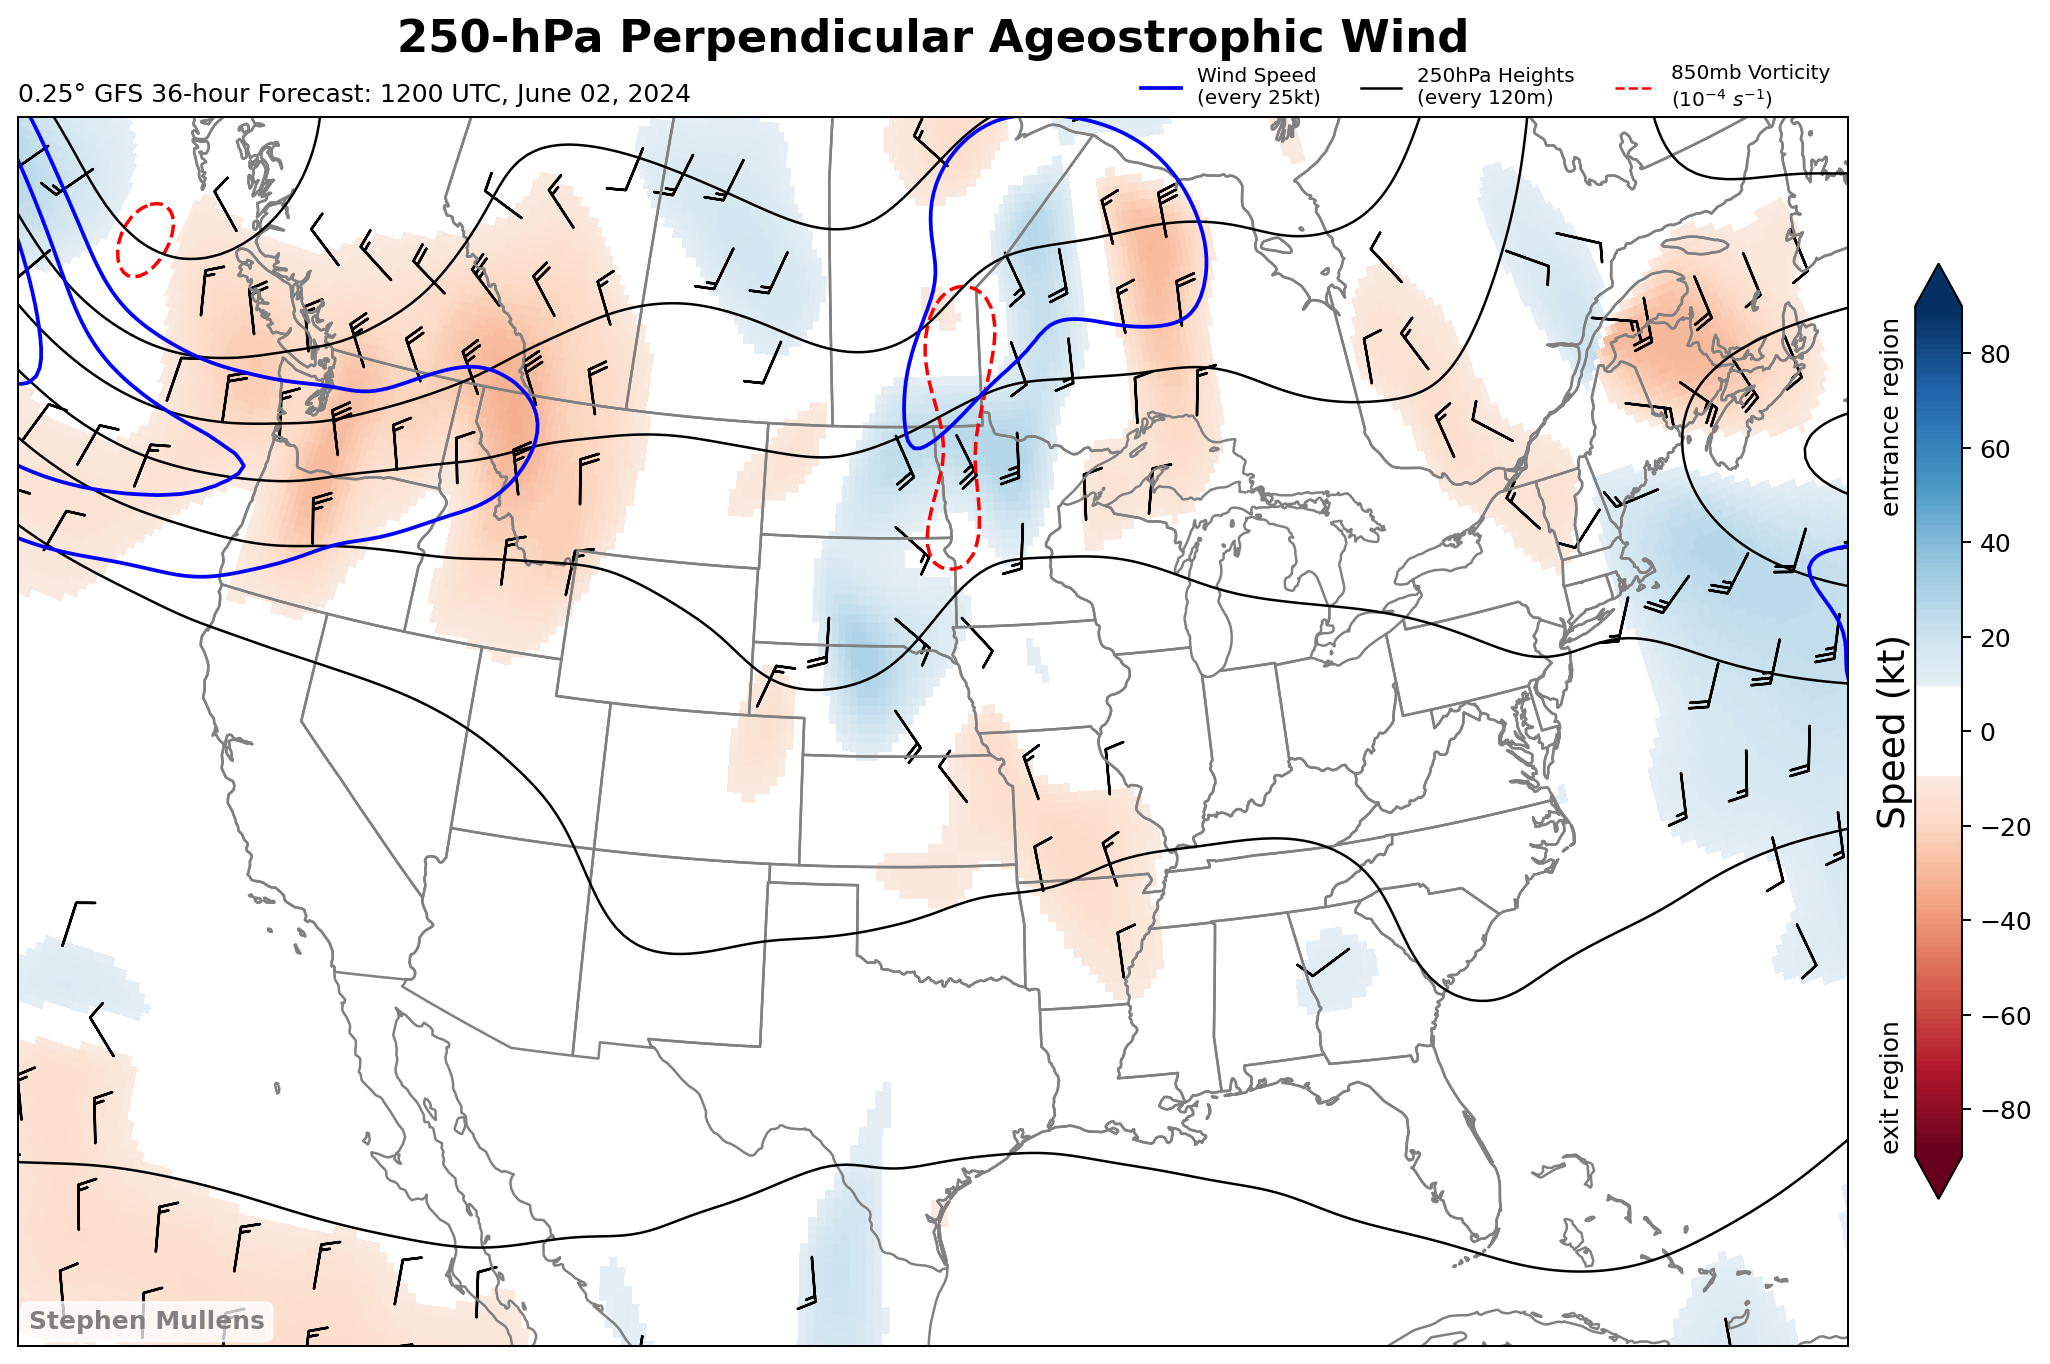 250-hPa Perpendicular Ageostrophic Wind
0.25° GFS 36-hour Forecast: 1200 UTC, June 02, 2024
Wind Speed
(every 25kt)
250hPa Heights
(every 120m)
850mb Vorticity
(10⁻⁴ s⁻¹)
entrance region
Speed (kt)
exit region
80
60
40
20
0
−20
−40
−60
−80
Stephen Mullens